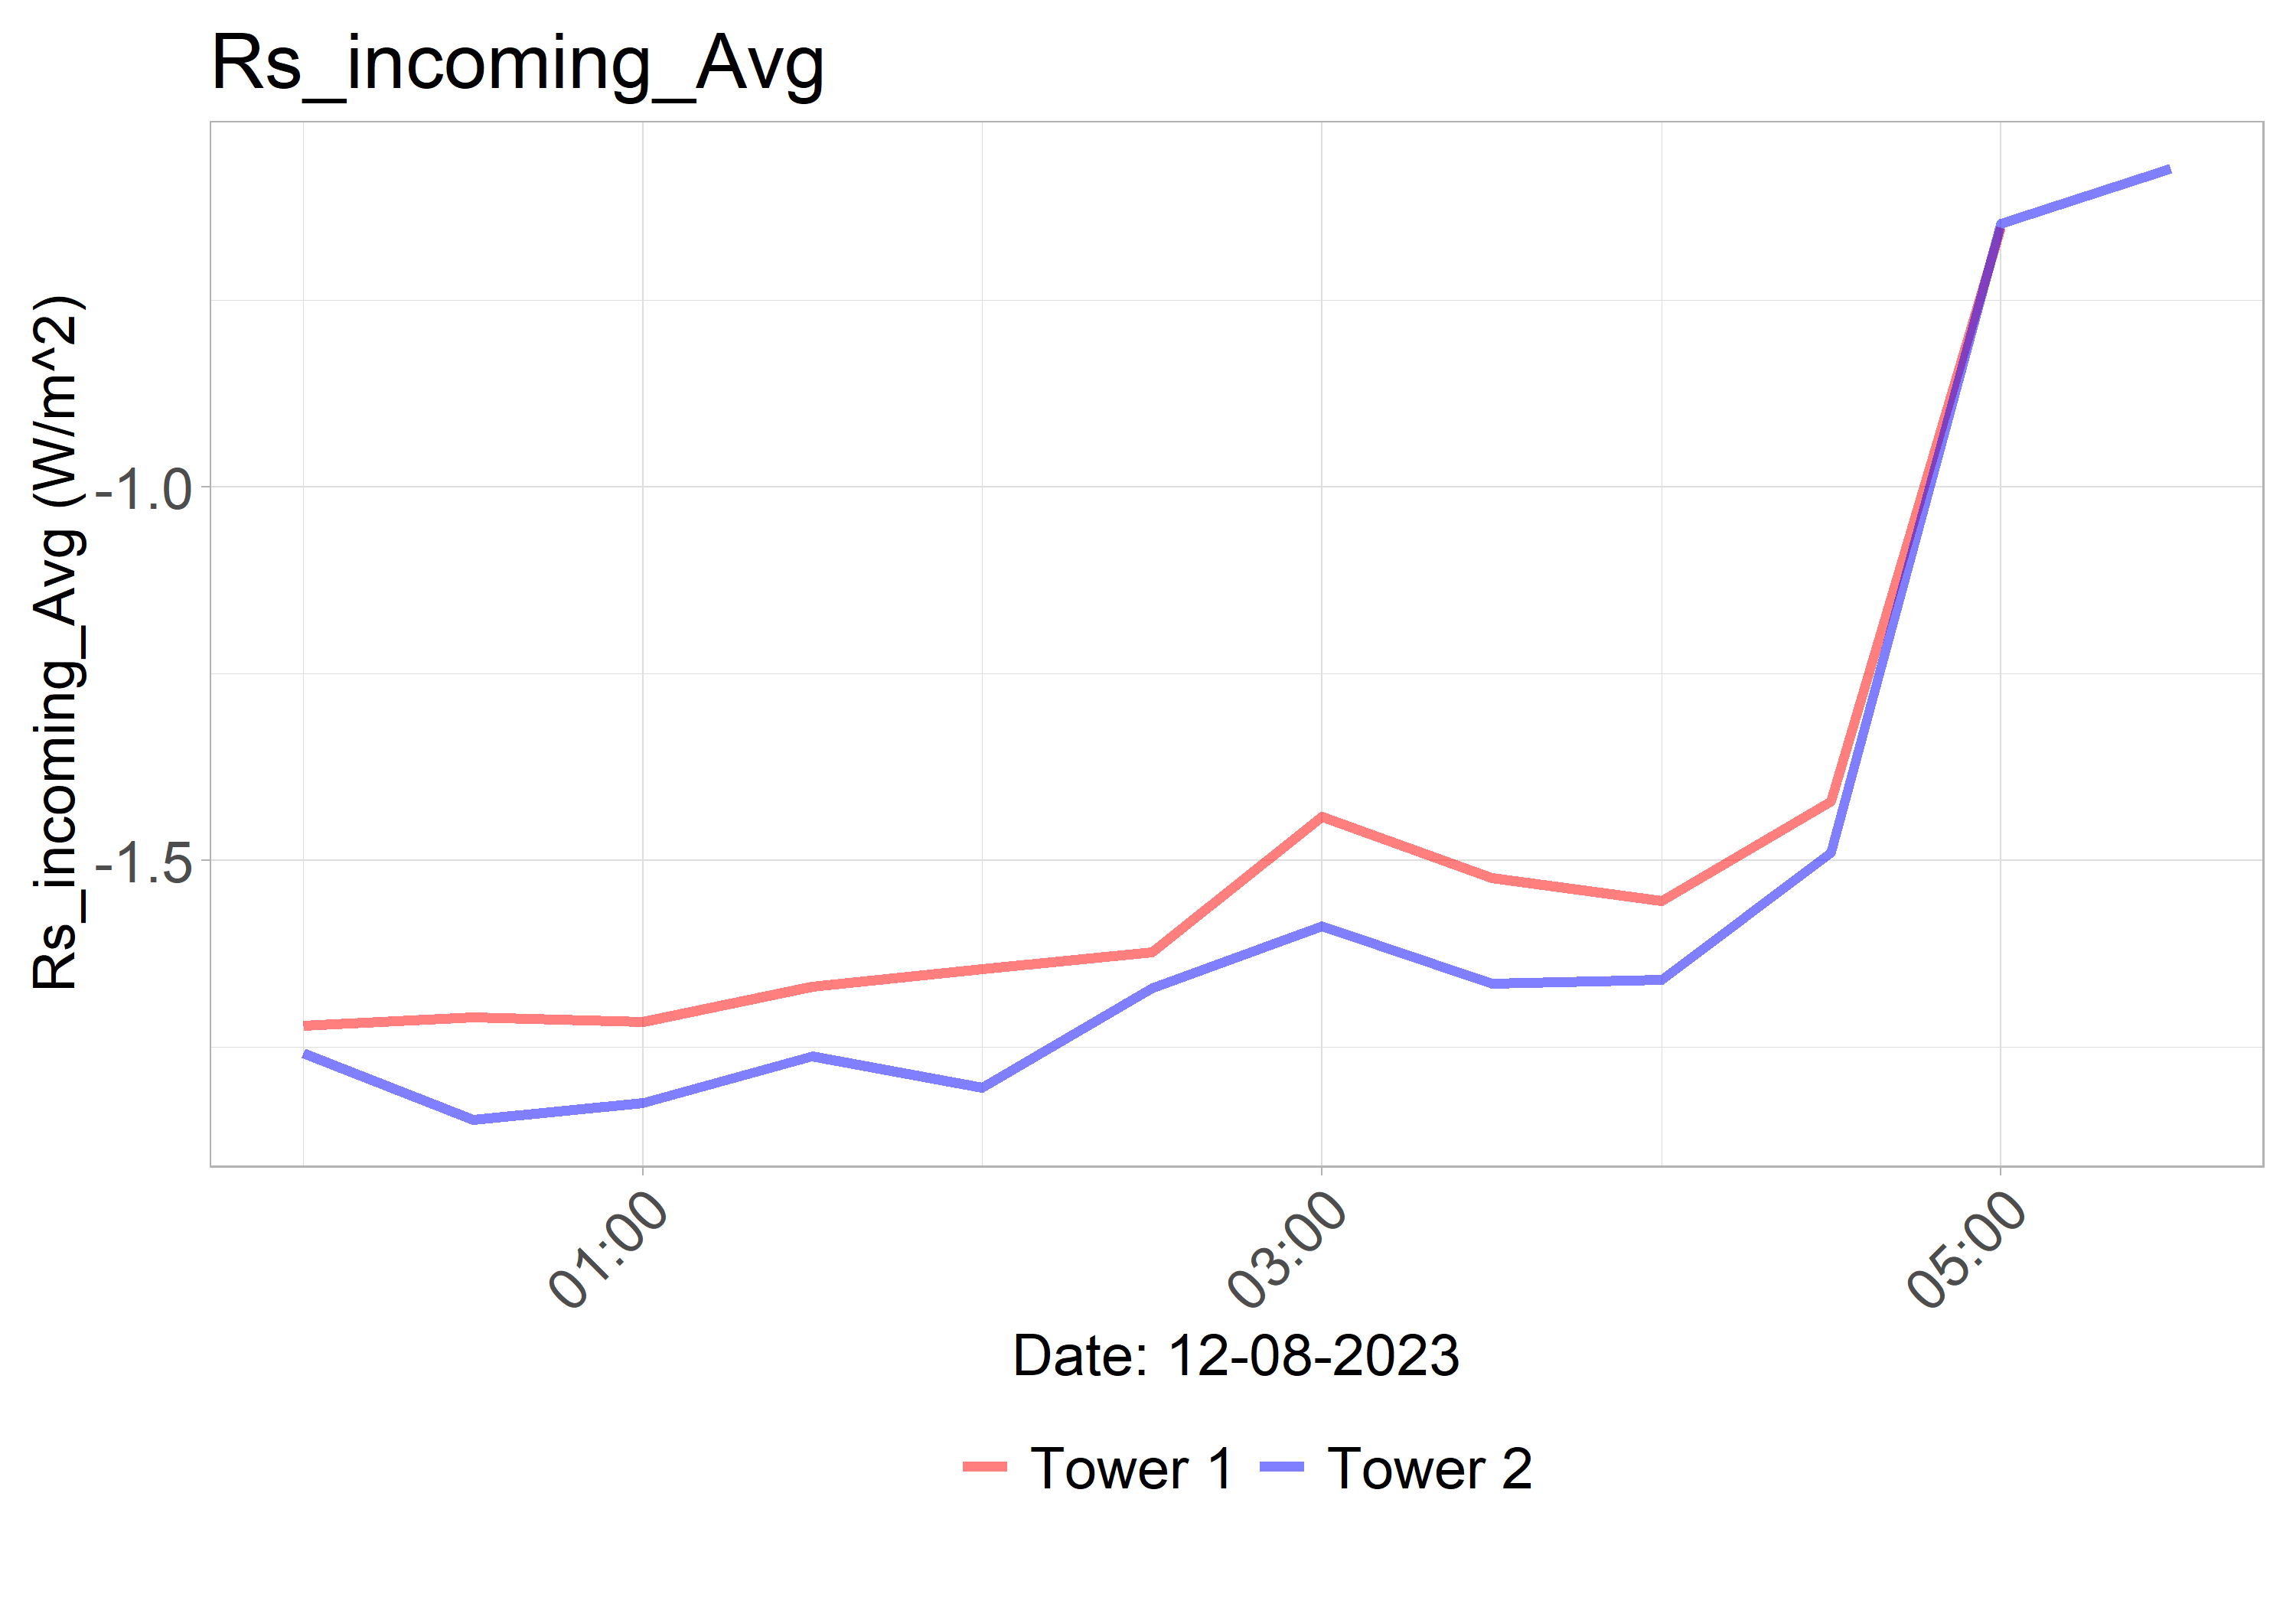 Rs_incoming_Avg
Rs_incoming_Avg (W/m^2)
-1.0
-1.5
01:00
03:00
05:00
Date: 12-08-2023
Tower 1
Tower 2